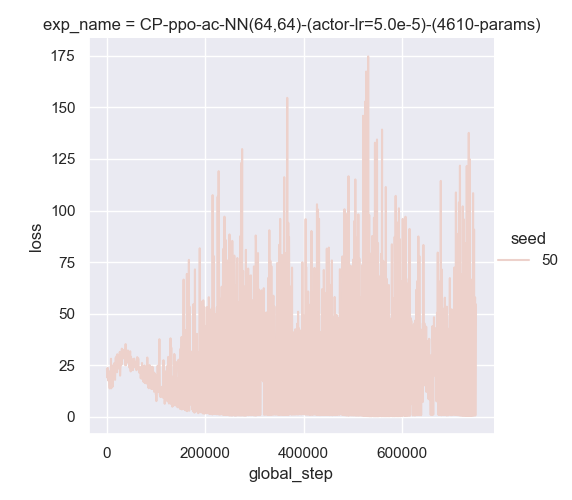 exp_name = CP-ppo-ac-NN(64,64)-(actor-lr=5.0e-5)-(4610-params)
175
150
125
100
75
50
25
0
loss
0 200000 400000 600000
global_step
seed
50